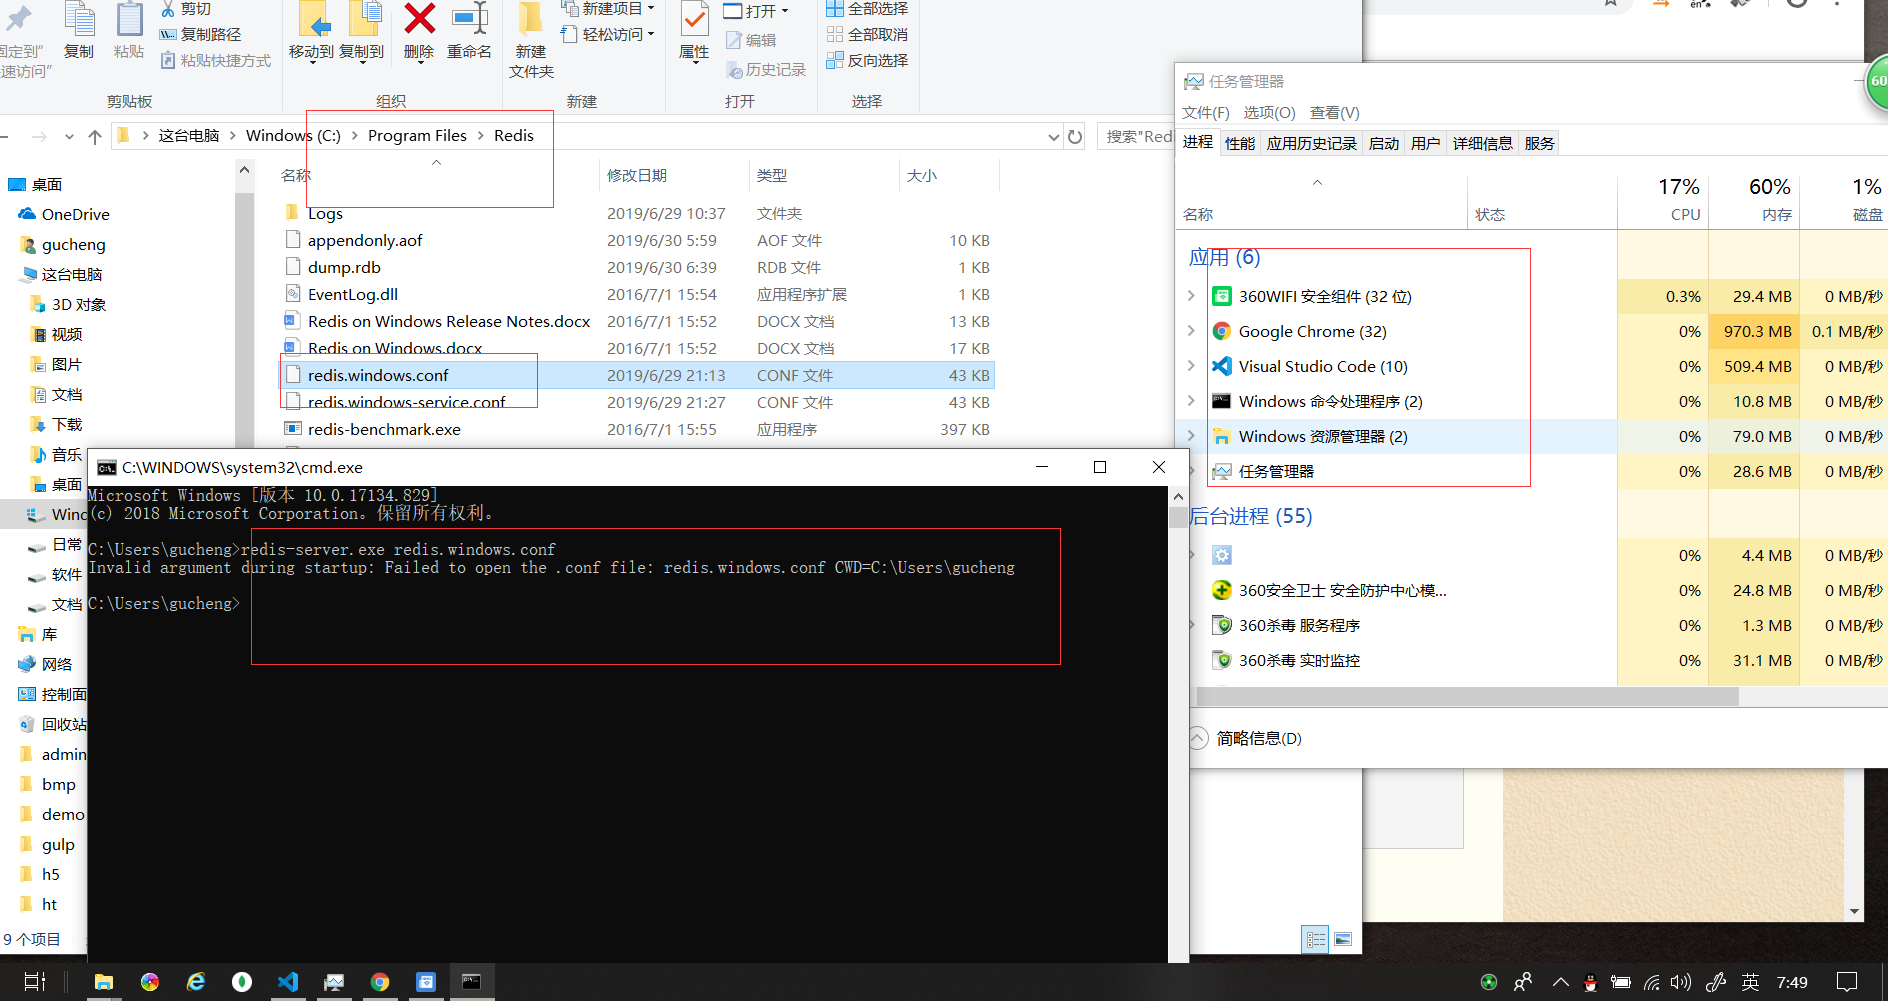 固定到"
快速访问"
复制
粘贴
剪切
复制路径
粘贴快捷方式
剪贴板
移动到
复制到
删除
重命名
组织
新建
文件夹
新建项目
轻松访问
新建
属性
打开
编辑
历史记录
打开
全部选择
全部取消
反向选择
选择
这台电脑 › Windows (C:) › Program Files › Redis
搜索"Redi
名称 修改日期 类型 大小
Logs 2019/6/29 10:37 文件夹
appendonly.aof 2019/6/30 5:59 AOF 文件 10 KB
dump.rdb 2019/6/30 6:39 RDB 文件 1 KB
EventLog.dll 2016/7/1 15:54 应用程序扩展 1 KB
Redis on Windows Release Notes.docx 2016/7/1 15:52 DOCX 文档 13 KB
Redis on Windows.docx 2016/7/1 15:52 DOCX 文档 17 KB
redis.windows.conf 2019/6/29 21:13 CONF 文件 43 KB
redis.windows-service.conf 2019/6/29 21:27 CONF 文件 43 KB
redis-benchmark.exe 2016/7/1 15:55 应用程序 397 KB
桌面
OneDrive
gucheng
这台电脑
3D 对象
视频
图片
文档
下载
音乐
桌面
Winc
日常
软件
文档
库
网络
控制面
回收站
admin
bmp
demo
gulp
h5
ht
9 个项目
C:\WINDOWS\system32\cmd.exe
Microsoft Windows [版本 10.0.17134.829]
(c) 2018 Microsoft Corporation。保留所有权利。
C:\Users\gucheng>redis-server.exe redis.windows.conf
Invalid argument during startup: Failed to open the .conf file: redis.windows.conf CWD=C:\Users\gucheng
C:\Users\gucheng>
任务管理器
文件(F) 选项(O) 查看(V)
进程 性能 应用历史记录 启动 用户 详细信息 服务
17% 60% 1%
名称 状态 CPU 内存 磁盘
应用 (6)
360WIFI 安全组件 (32 位) 0.3% 29.4 MB 0 MB/秒
Google Chrome (32) 0% 970.3 MB 0.1 MB/秒
Visual Studio Code (10) 0% 509.4 MB 0 MB/秒
Windows 命令处理程序 (2) 0% 10.8 MB 0 MB/秒
Windows 资源管理器 (2) 0% 79.0 MB 0 MB/秒
任务管理器 0% 28.6 MB 0 MB/秒
后台进程 (55)
0% 4.4 MB 0 MB/秒
360安全卫士 安全防护中心模... 0% 24.8 MB 0 MB/秒
360杀毒 服务程序 0% 1.3 MB 0 MB/秒
360杀毒 实时监控 0% 31.1 MB 0 MB/秒
简略信息(D)
60
en
英
7:49